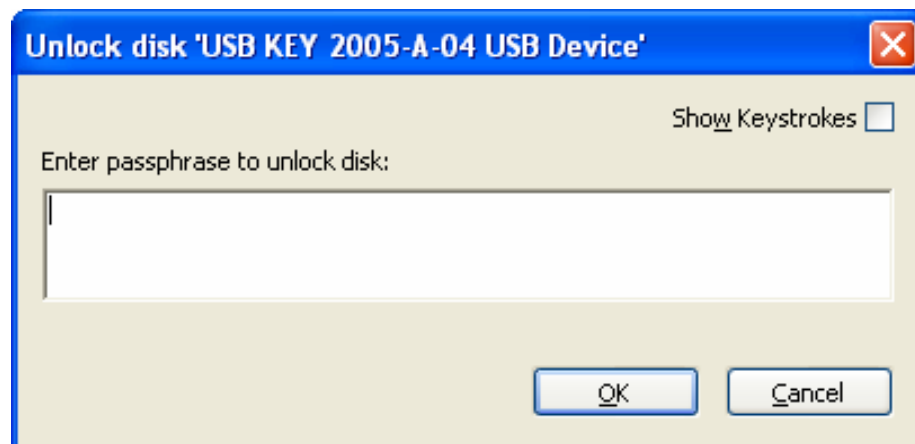 Unlock disk 'USB KEY 2005-A-04 USB Device'
Show Keystrokes
Enter passphrase to unlock disk:
OK
Cancel